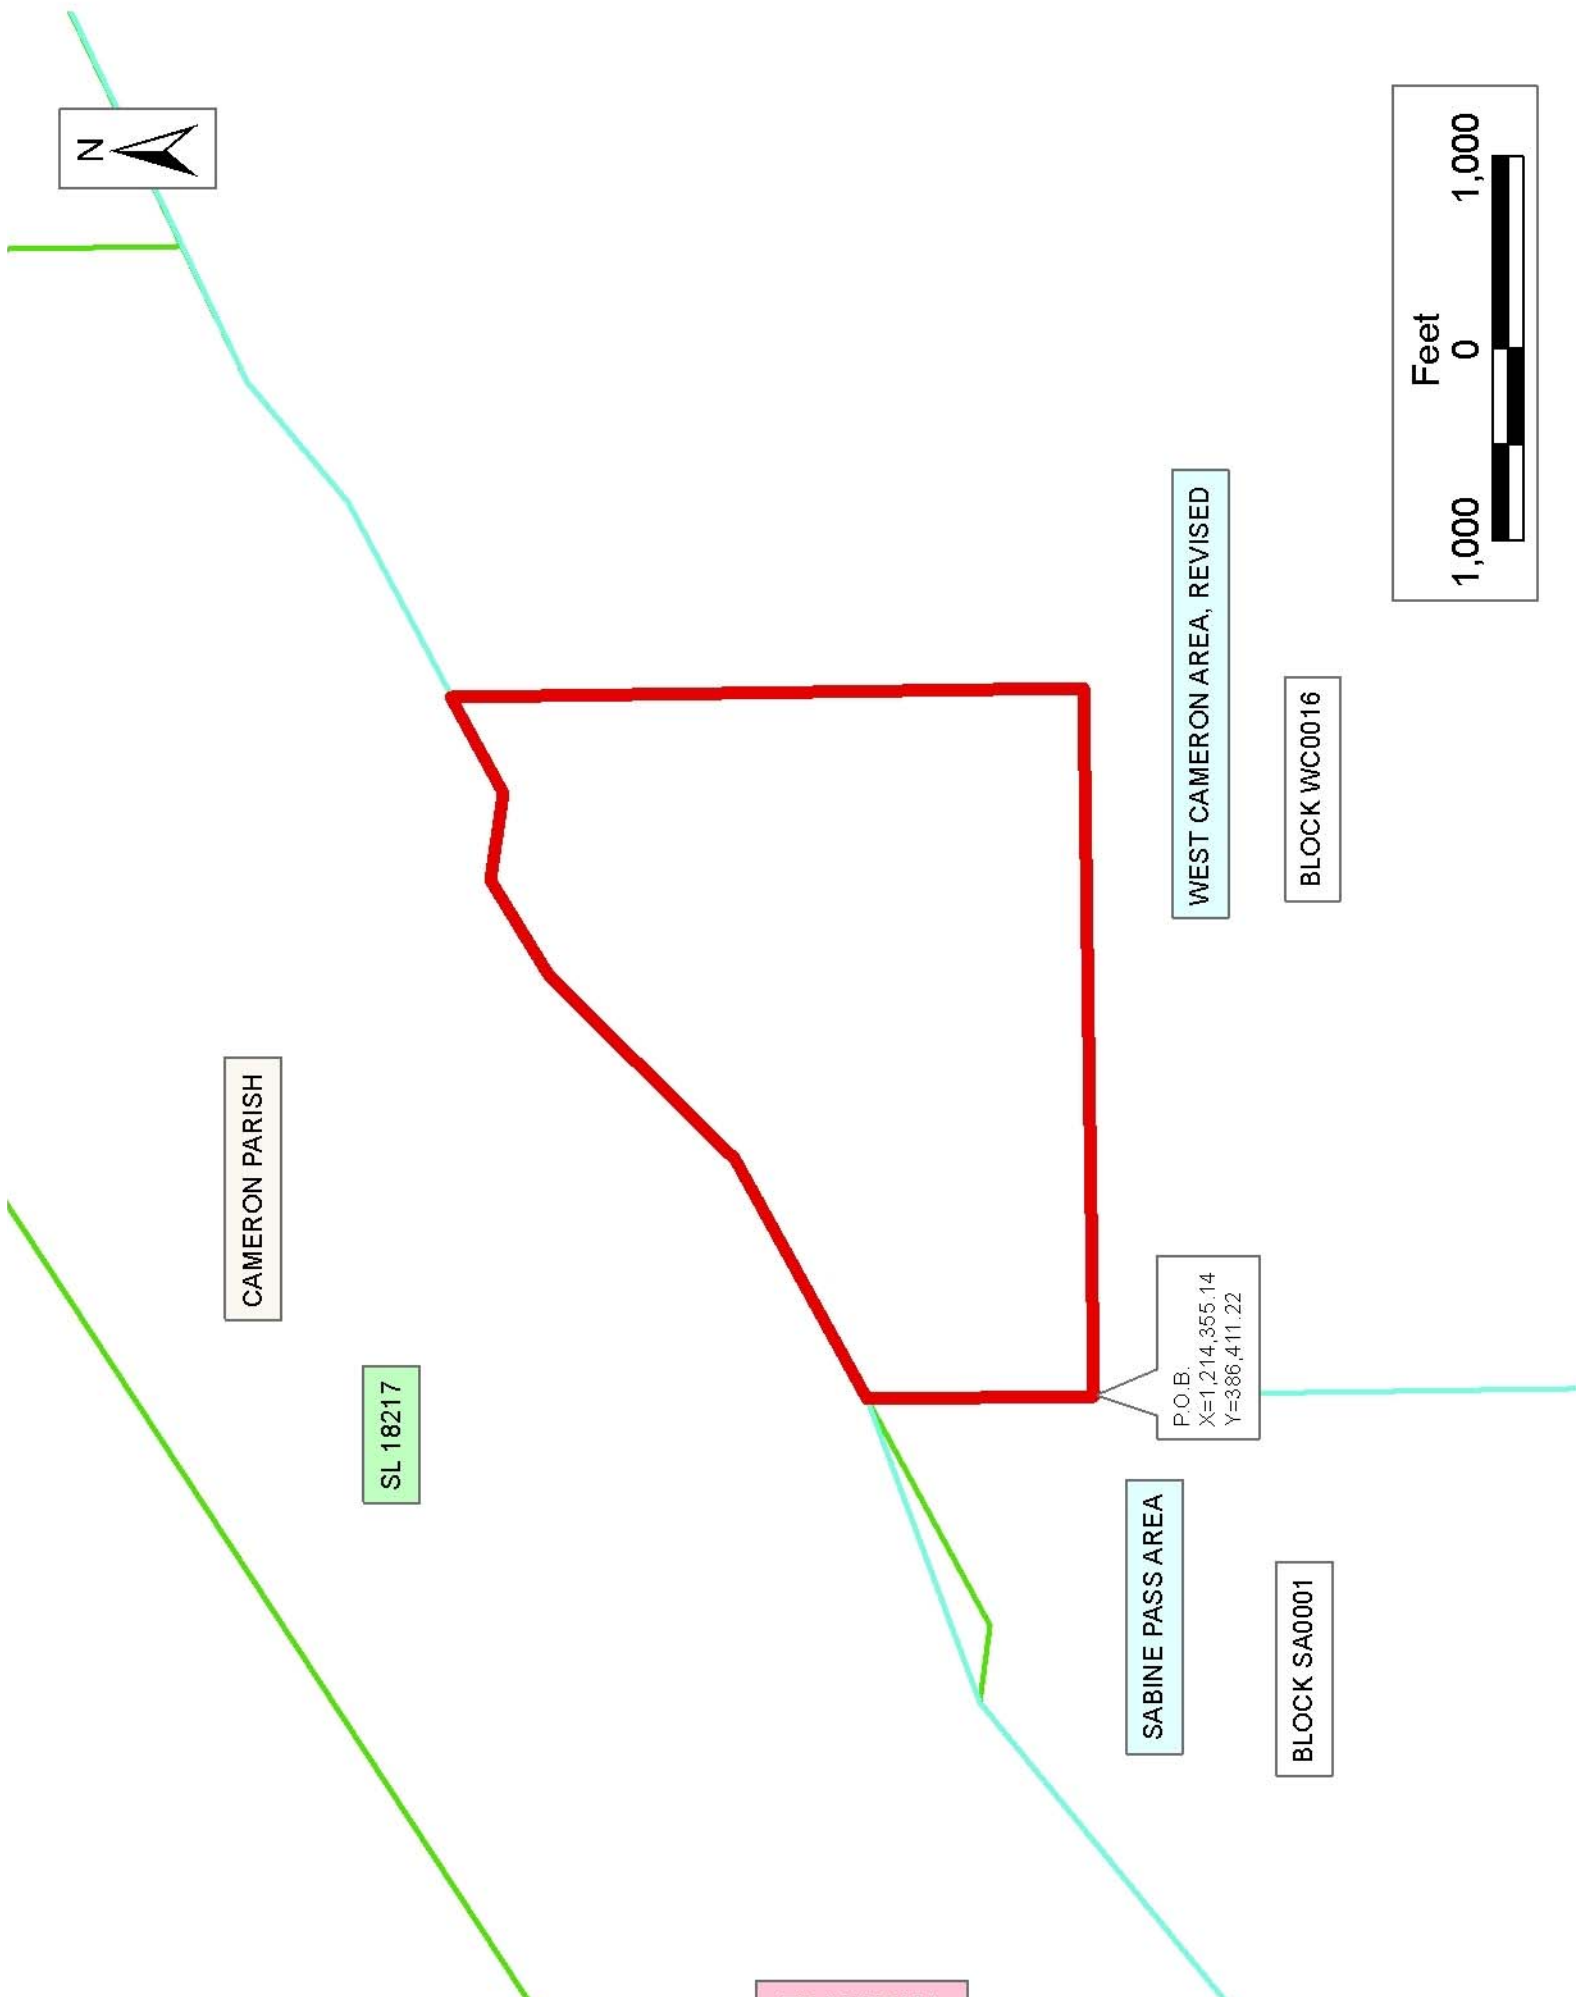 N
CAMERON PARISH
SL 18217
P.O.B.
X=1,214,355.14
Y=386,411.22
SABINE PASS AREA
BLOCK SA0001
WEST CAMERON AREA, REVISED
BLOCK WC0016
Feet
1,000 0 1,000